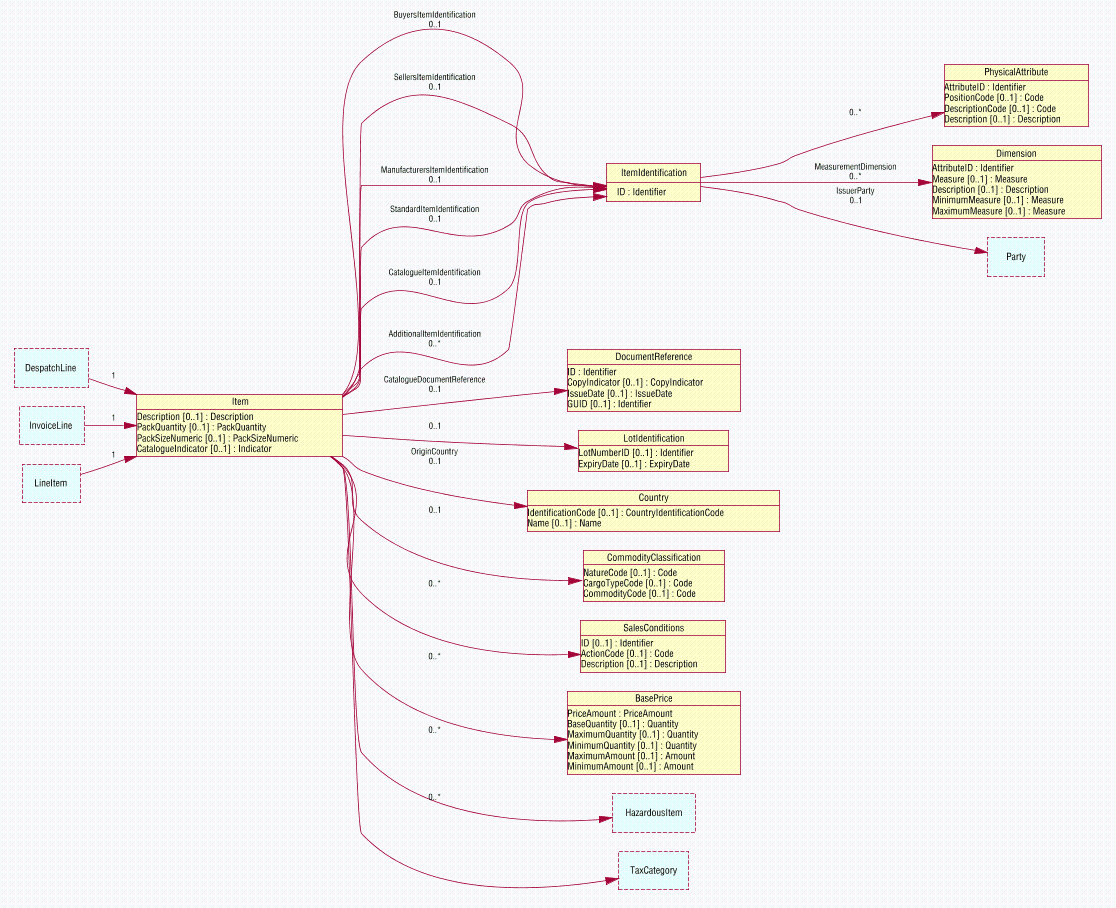 BuyersItemIdentification
0..1
SellersItemIdentification
0..1
ManufacturersItemIdentification
0..1
StandardItemIdentification
0..1
CatalogueItemIdentification
0..1
AdditionalItemIdentification
0..*
ItemIdentification
ID : Identifier
0..*
MeasurementDimension
0..*
IssuerParty
0..1
PhysicalAttribute
AttributeID : Identifier
PositionCode [0..1] : Code
DescriptionCode [0..1] : Code
Description [0..1] : Description
Dimension
AttributeID : Identifier
Measure [0..1] : Measure
Description [0..1] : Description
MinimumMeasure [0..1] : Measure
MaximumMeasure [0..1] : Measure
Party
DespatchLine
1
InvoiceLine
1
LineItem
1
Item
Description [0..1] : Description
PackQuantity [0..1] : PackQuantity
PackSizeNumeric [0..1] : PackSizeNumeric
CatalogueIndicator [0..1] : Indicator
CatalogueDocumentReference
0..1
DocumentReference
ID : Identifier
CopyIndicator [0..1] : CopyIndicator
IssueDate [0..1] : IssueDate
GUID [0..1] : Identifier
0..1
LotIdentification
LotNumberID [0..1] : Identifier
ExpiryDate [0..1] : ExpiryDate
OriginCountry
0..1
Country
IdentificationCode [0..1] : CountryIdentificationCode
Name [0..1] : Name
0..1
CommodityClassification
NatureCode [0..1] : Code
CargoTypeCode [0..1] : Code
CommodityCode [0..1] : Code
0..*
SalesConditions
ID [0..1] : Identifier
ActionCode [0..1] : Code
Description [0..1] : Description
0..*
BasePrice
PriceAmount : PriceAmount
BaseQuantity [0..1] : Quantity
MaximumQuantity [0..1] : Quantity
MinimumQuantity [0..1] : Quantity
MaximumAmount [0..1] : Amount
MinimumAmount [0..1] : Amount
0..*
HazardousItem
0..*
TaxCategory